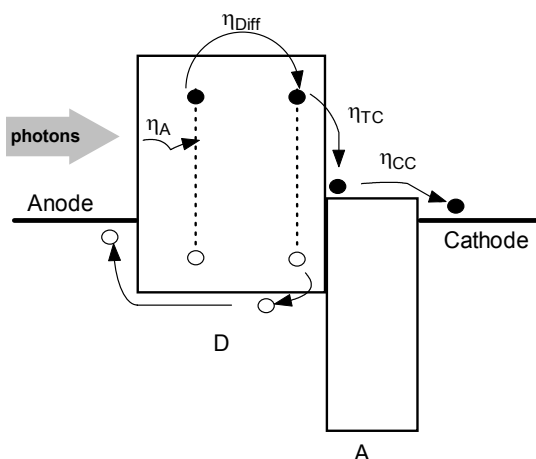 ηDiff
photons
ηA
ηTC
ηCC
Anode
Cathode
D
A